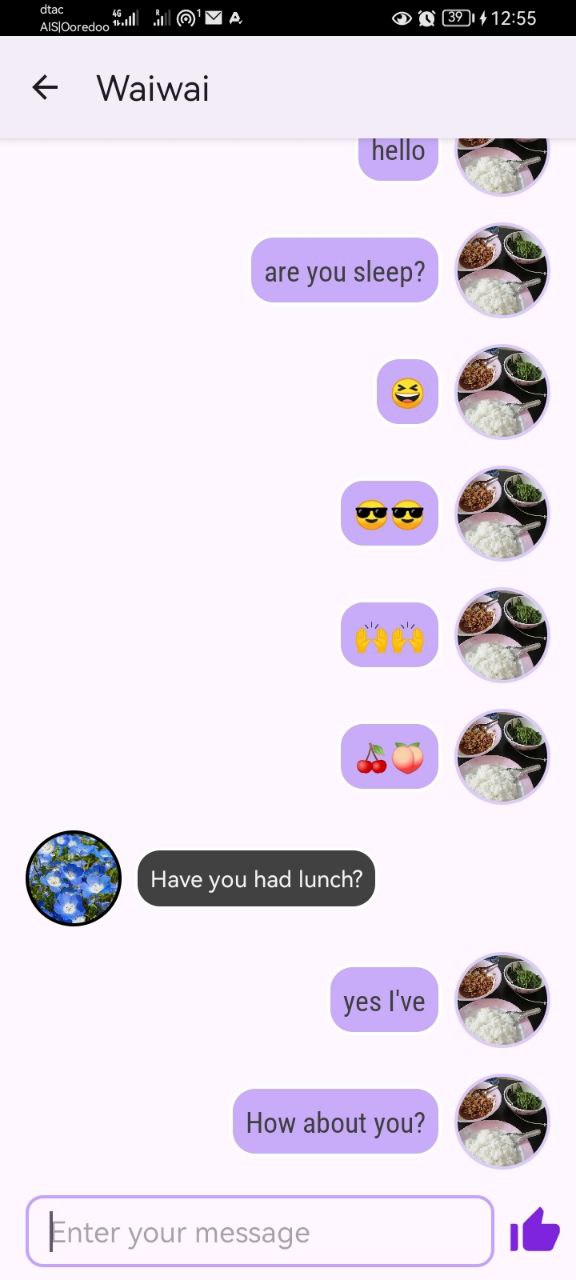 dtac
AIS|Ooredoo 4G R 1 39 12:55
Waiwai
hello
are you sleep?
😆
😎😎
🙌🙌
🍒🍑
Have you had lunch?
yes I've
How about you?
Enter your message